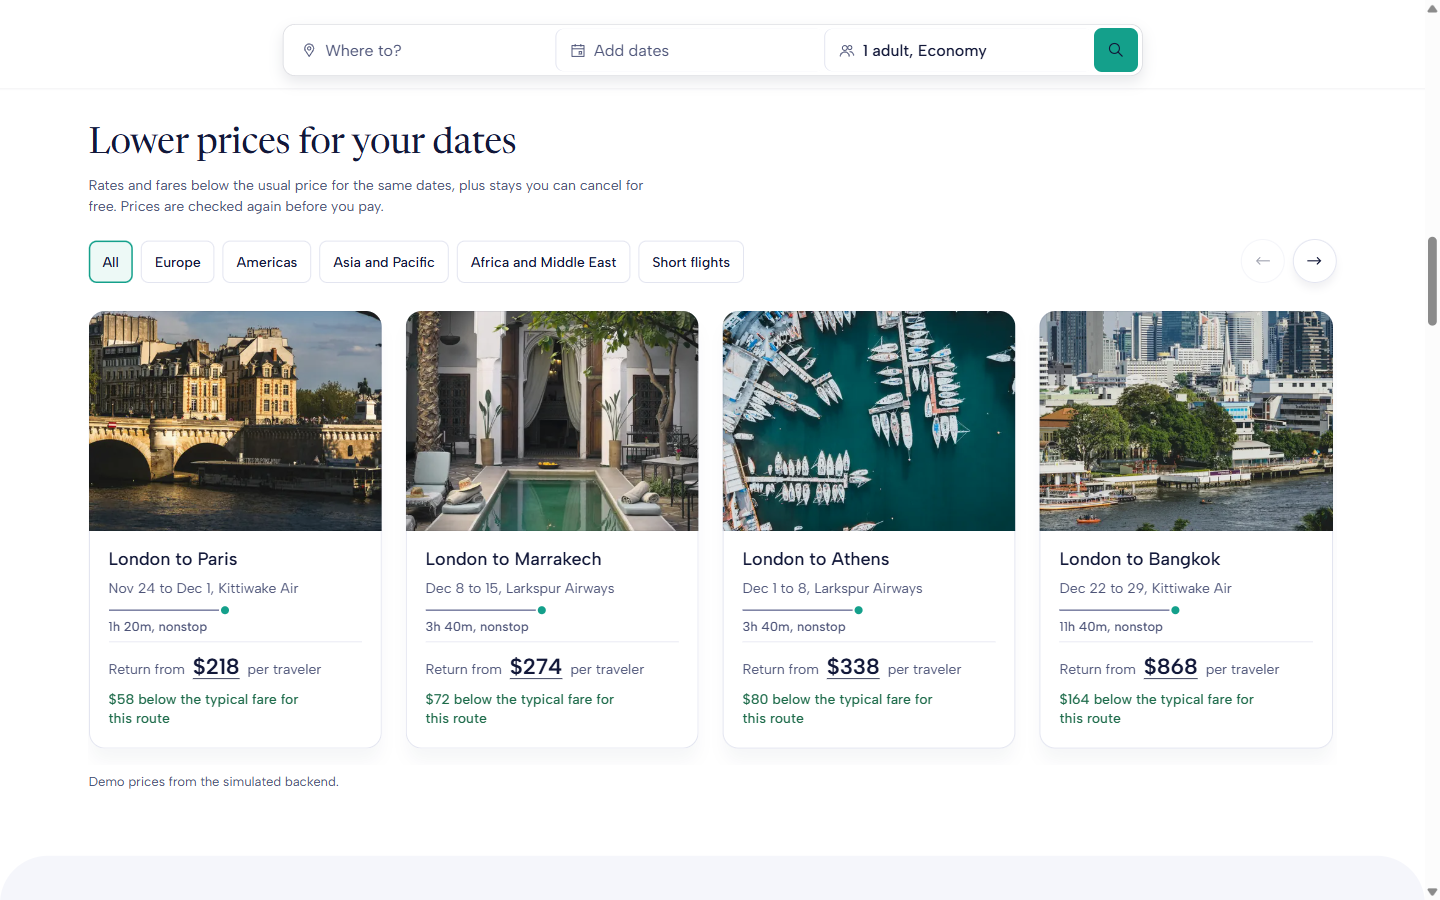 Where to?
Add dates
1 adult, Economy
Lower prices for your dates
Rates and fares below the usual price for the same dates, plus stays you can cancel for
free. Prices are checked again before you pay.
All
Europe
Americas
Asia and Pacific
Africa and Middle East
Short flights
London to Paris
Nov 24 to Dec 1, Kittiwake Air
1h 20m, nonstop
Return from $218 per traveler
$58 below the typical fare for
this route
London to Marrakech
Dec 8 to 15, Larkspur Airways
3h 40m, nonstop
Return from $274 per traveler
$72 below the typical fare for
this route
London to Athens
Dec 1 to 8, Larkspur Airways
3h 40m, nonstop
Return from $338 per traveler
$80 below the typical fare for
this route
London to Bangkok
Dec 22 to 29, Kittiwake Air
11h 40m, nonstop
Return from $868 per traveler
$164 below the typical fare for
this route
Demo prices from the simulated backend.